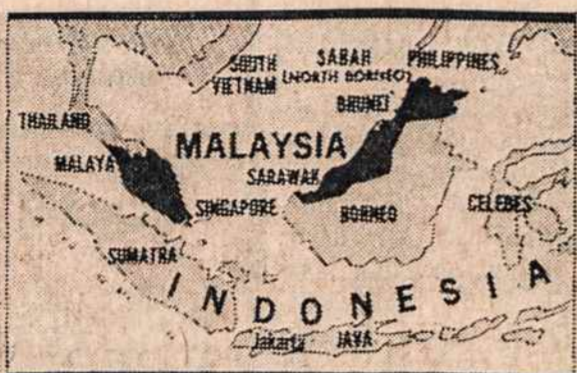 SOUTH
VIETNAM
SABAH
(NORTH BORNEO)
PHILIPPINES
BRUNEI
THAILAND
MALAYSIA
MALAYA
SARAWAK
SINGAPORE
BORNEO
CELEBES
SUMATRA
INDONESIA
Jakarta
JAVA